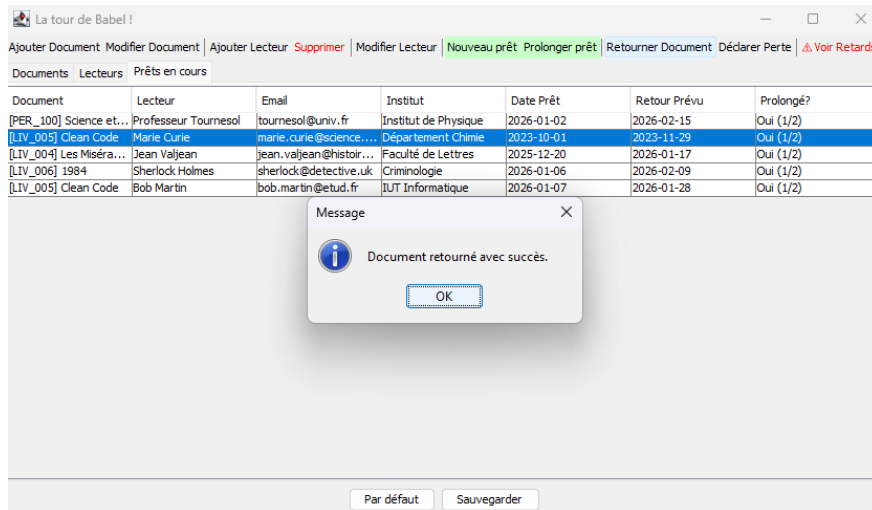 La tour de Babel !
Ajouter Document Modifier Document Ajouter Lecteur Supprimer Modifier Lecteur Nouveau prêt Prolonger prêt Retourner Document Déclarer Perte ⚠ Voir Retards
Documents Lecteurs Prêts en cours
Document Lecteur Email Institut Date Prêt Retour Prévu Prolongé?
[PER_100] Science et... Professeur Tournesol tournesol@univ.fr Institut de Physique 2026-01-02 2026-02-15 Oui (1/2)
[LIV_005] Clean Code Marie Curie marie.curie@science.... Département Chimie 2023-10-01 2023-11-29 Oui (1/2)
[LIV_004] Les Miséra... Jean Valjean jean.valjean@histoir... Faculté de Lettres 2025-12-20 2026-01-17 Oui (1/2)
[LIV_006] 1984 Sherlock Holmes sherlock@detective.uk Criminologie 2026-01-06 2026-02-09 Oui (1/2)
[LIV_005] Clean Code Bob Martin bob.martin@etud.fr IUT Informatique 2026-01-07 2026-01-28 Oui (1/2)
Message
Document retourné avec succès.
OK
Par défaut Sauvegarder